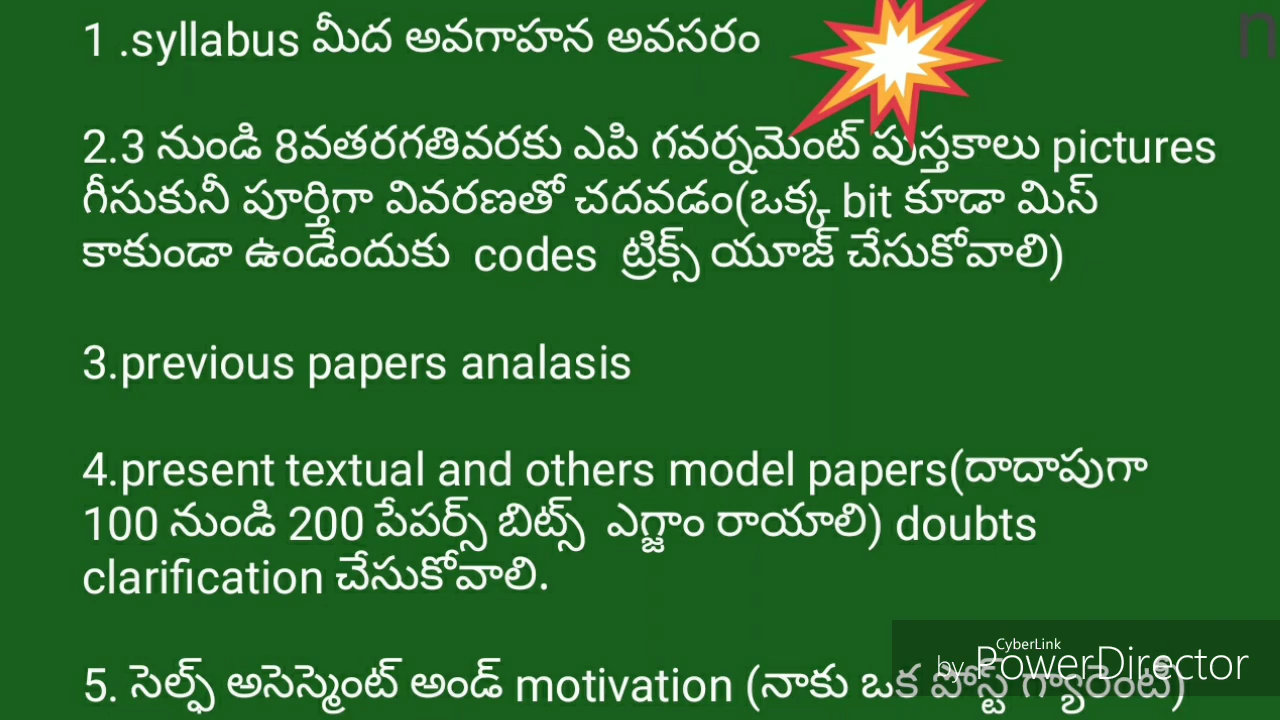 1 .syllabus మీద అవగాహన అవసరం
n
2.3 నుండి 8వతరగతివరకు ఎపి గవర్నమెంట్ పుస్తకాలు pictures
గీసుకునీ పూర్తిగా వివరణతో చదవడం(ఒక్క bit కూడా మిస్
కాకుండా ఉండేందుకు codes ట్రిక్స్ యూజ్ చేసుకోవాలి)
3.previous papers analasis
4.present textual and others model papers(దాదాపుగా
100 నుండి 200 పేపర్స్ బిట్స్ ఎగ్జాం రాయాలి) doubts
clarification చేసుకోవాలి.
5. సెల్ఫ్ అసెస్మెంట్ అండ్ motivation (నాకు ఒక పోస్ట్ గ్యారెంటి)
CyberLink
by PowerDirector